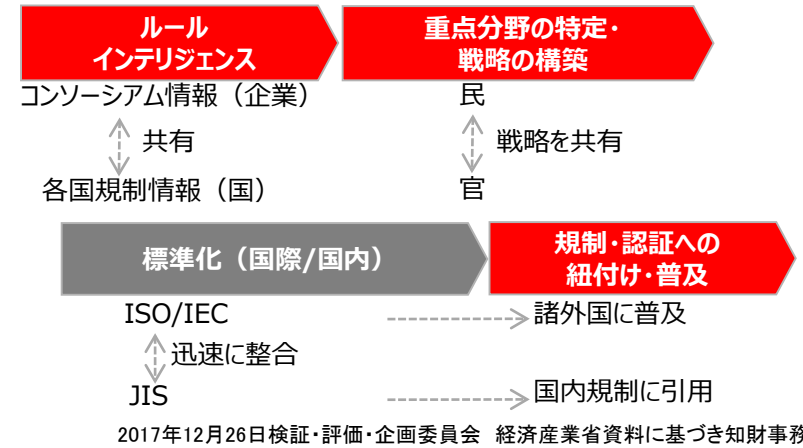 ルール
インテリジェンス
重点分野の特定・
戦略の構築
コンソーシアム情報（企業）
共有
各国規制情報（国）
民
戦略を共有
官
標準化（国際/国内）
規制・認証への
紐付け・普及
ISO/IEC
諸外国に普及
迅速に整合
JIS
国内規制に引用
2017年12月26日検証・評価・企画委員会 経済産業省資料に基づき知財事務